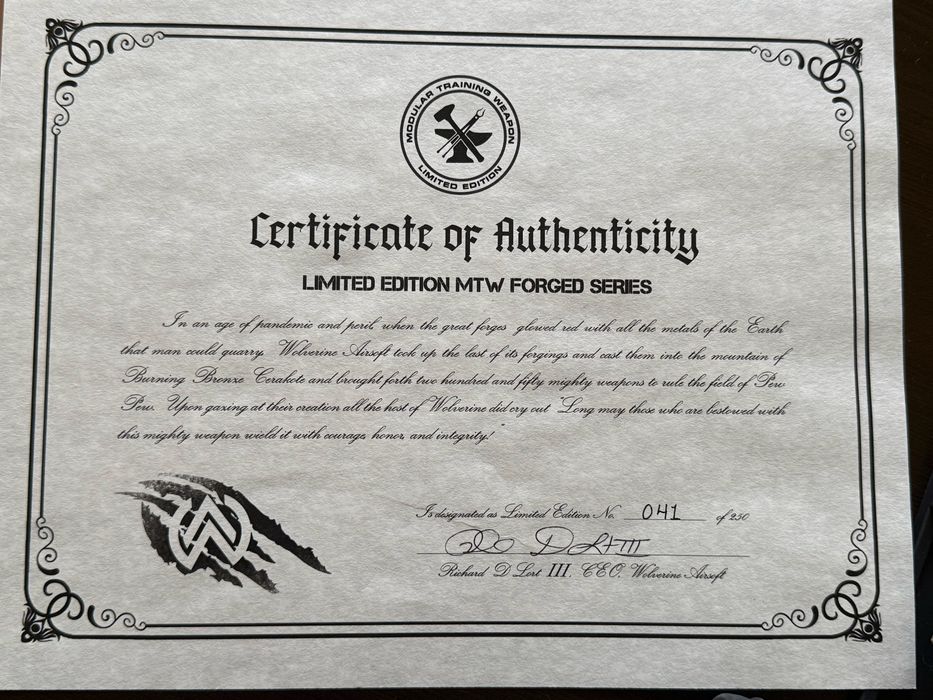 MODULAR TRAINING WEAPON
LIMITED EDITION
Certificate of Authenticity
LIMITED EDITION MTW FORGED SERIES
In an age of pandemic and peril, when the great forges glowed red with all the metals of the Earth
that man could quarry, Wolverine Airsoft took up the last of its forgings and cast them into the mountain of
Burning Bronze Cerakote and brought forth two hundred and fifty mighty weapons to rule the field of "Pew
Pew. Upon gazing at their creation all the host of Wolverine did cry out "Long may those who are bestowed with
this mighty weapon wield it with courage, honor, and integrity!"
Is designated as Limited Edition No. 041 of 250
Richard D Lort III, CEO, Wolverine Airsoft